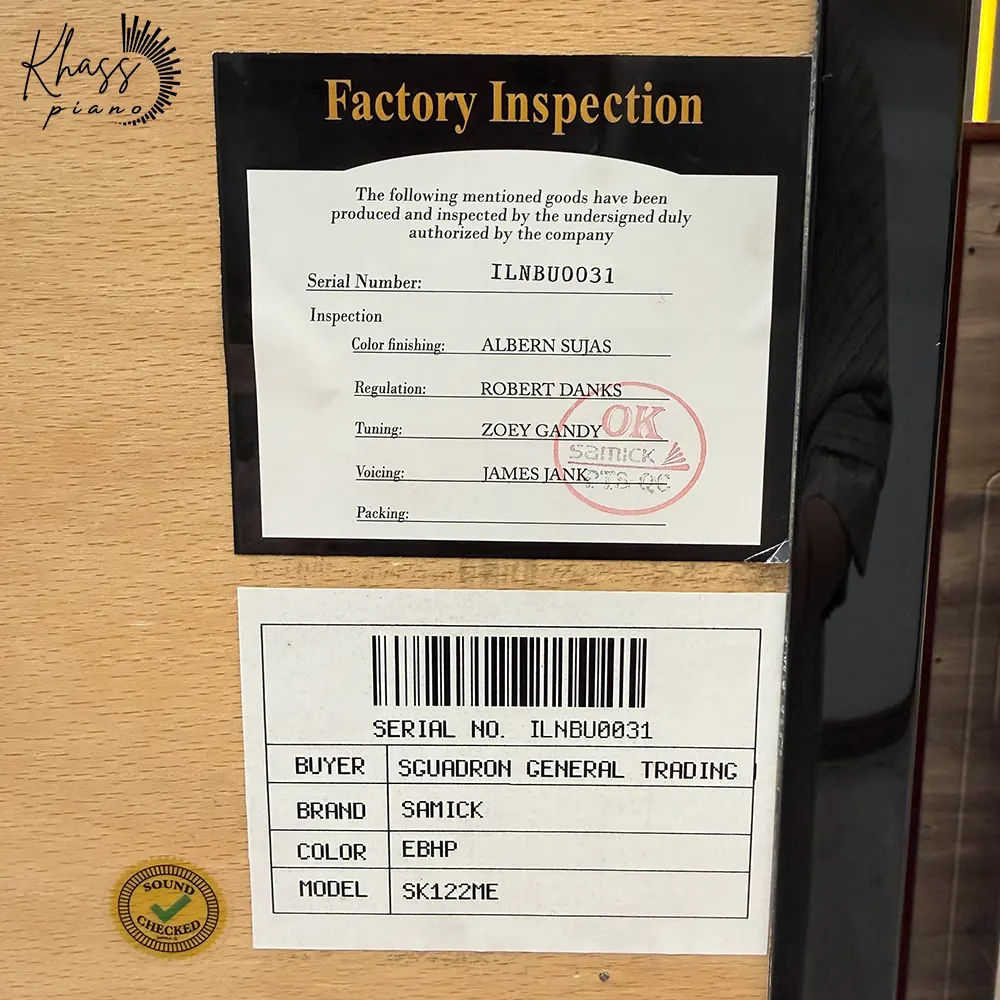 Khass
piano
Factory Inspection
The following mentioned goods have been
produced and inspected by the undersigned duly
authorized by the company
Serial Number: ILNBU0031
Inspection
Color finishing: ALBERN SUJAS
Regulation: ROBERT DANKS
Tuning: ZOEY GANDY
Voicing: JAMES JANK
Packing:
OK
SAMICK
PTS QC
SERIAL NO. ILNBU0031
BUYER SGUADRON GENERAL TRADING
BRAND SAMICK
COLOR EBHP
MODEL SK122ME
SOUND
CHECKED